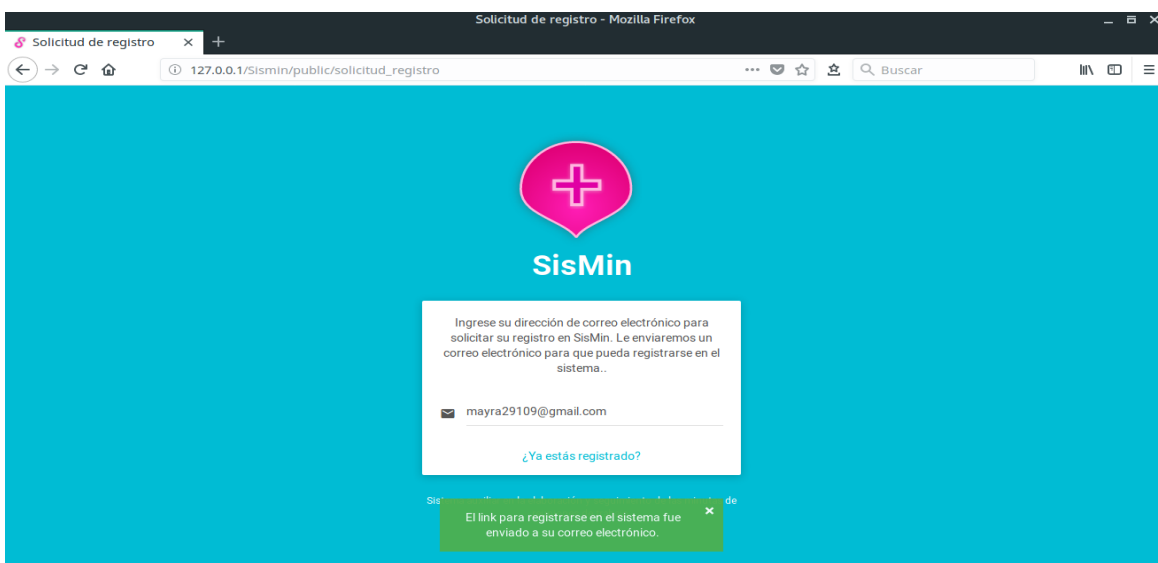 Solicitud de registro - Mozilla Firefox
Solicitud de registro
127.0.0.1/Sismin/public/solicitud_registro
Buscar
SisMin
Ingrese su dirección de correo electrónico para
solicitar su registro en SisMin. Le enviaremos un
correo electrónico para que pueda registrarse en el
sistema..
mayra29109@gmail.com
¿Ya estás registrado?
de
El link para registrarse en el sistema fue
enviado a su correo electrónico.